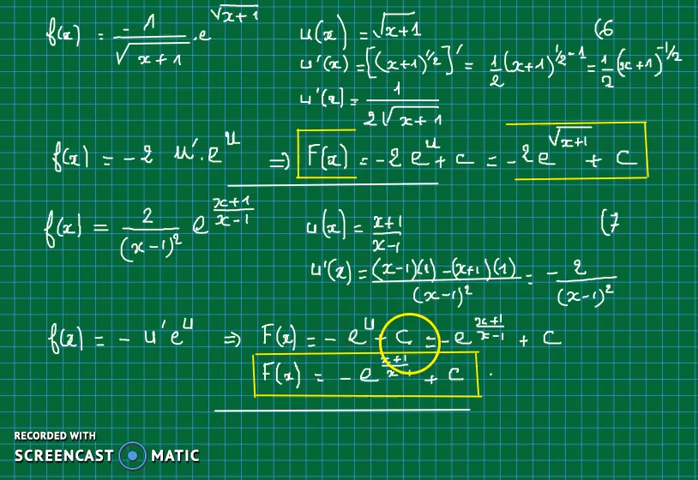 f(x) = -1/√(x+1) . e^√(x+1) u(x) = √(x+1) (6
u'(x) = [(x+1)^1/2]' = 1/2 (x+1)^(1/2-1) = 1/2 (x+1)^-1/2
u'(x) = 1/(2√(x+1))
f(x) = -2 u'.e^u ⇒ F(x) = -2e^u + c = -2e^√(x+1) + C
f(x) = 2/(x-1)² e^((x+1)/(x-1)) u(x) = (x+1)/(x-1) (7
u'(x) = ((x-1)(1) - (x+1)(1))/(x-1)² = -2/(x-1)²
f(x) = - u'e^u ⇒ F(x) = - e^u + C = -e^((x+1)/(x-1)) + C
F(x) = - e^((x+1)/(x-1)) + C .
RECORDED WITH
SCREENCAST MATIC